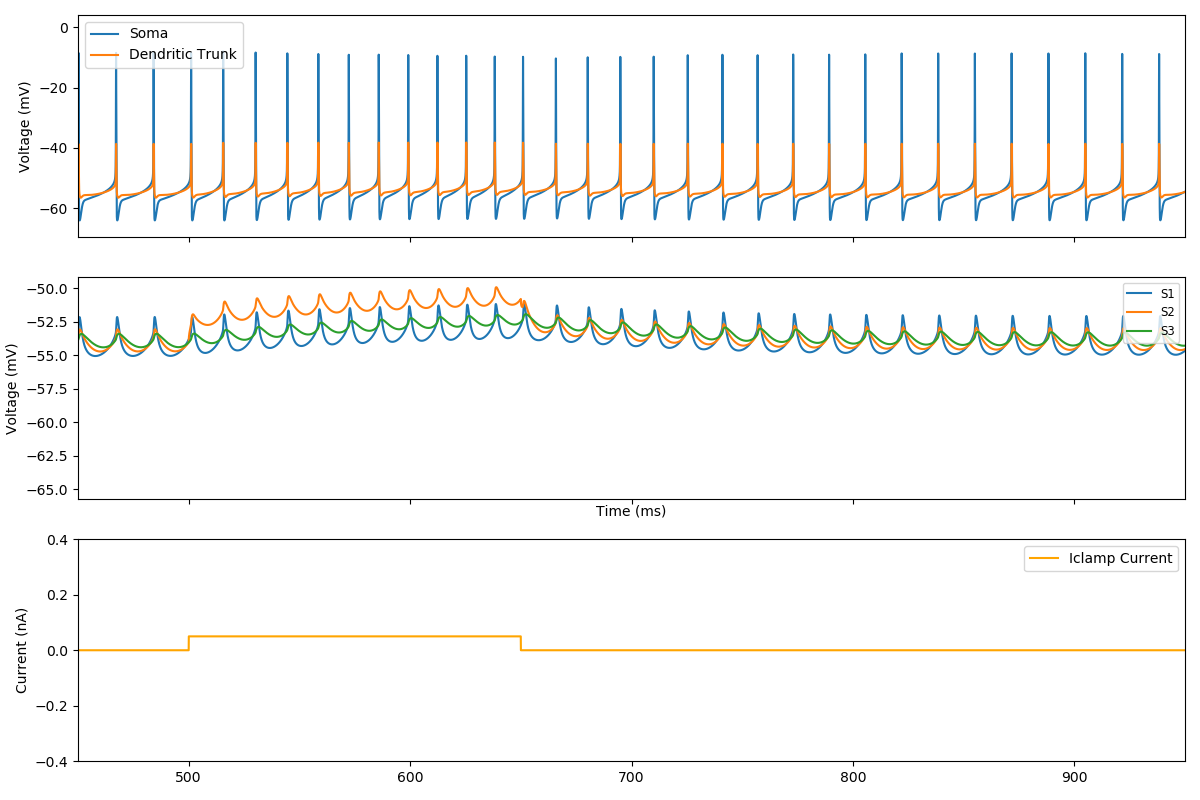 0
−20
−40
−60
Voltage (mV)
Soma
Dendritic Trunk
−50.0
−52.5
−55.0
−57.5
−60.0
−62.5
−65.0
Voltage (mV)
S1
S2
S3
Time (ms)
0.4
0.2
0.0
−0.2
−0.4
Current (nA)
Iclamp Current
500
600
700
800
900